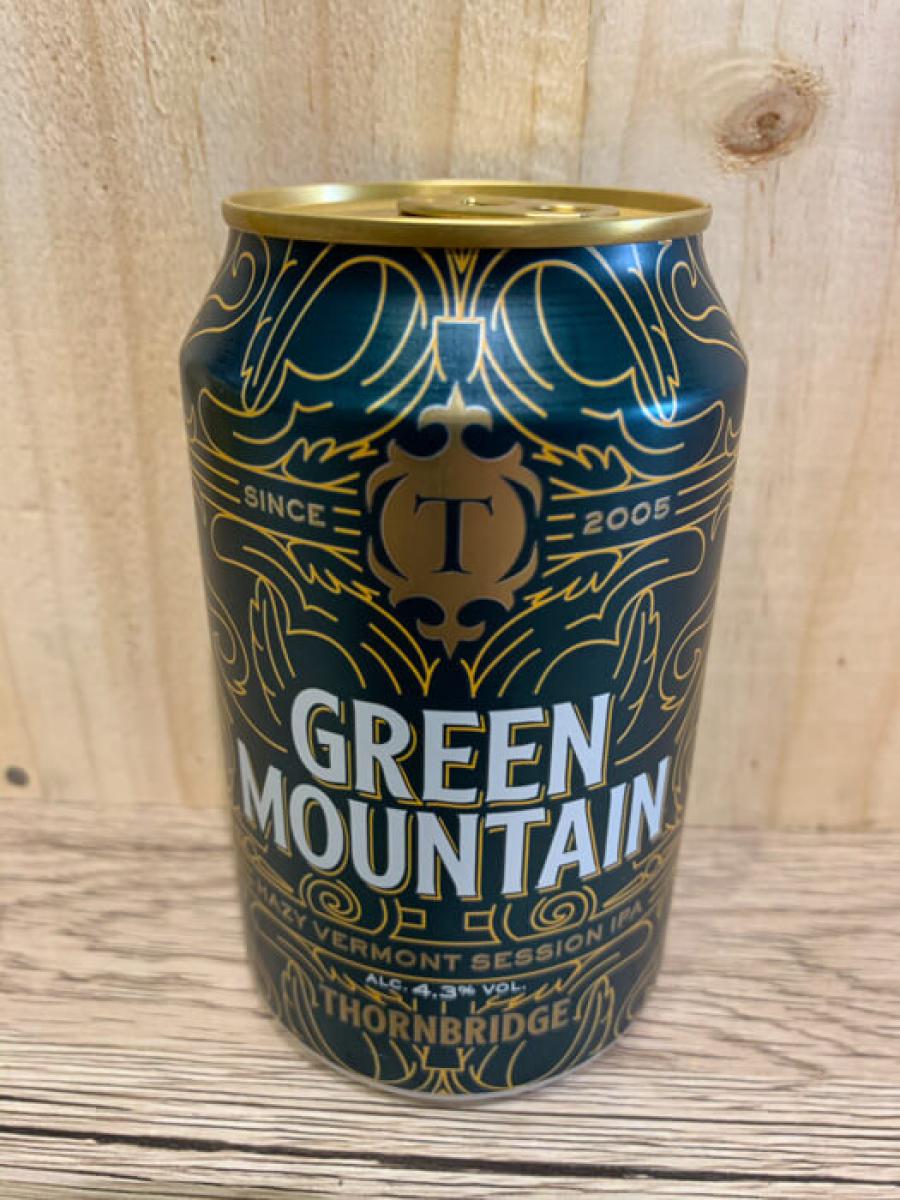 SINCE T 2005
GREEN
MOUNTAIN
HAZY VERMONT SESSION IPA
ALC. 4.3% VOL.
THORNBRIDGE